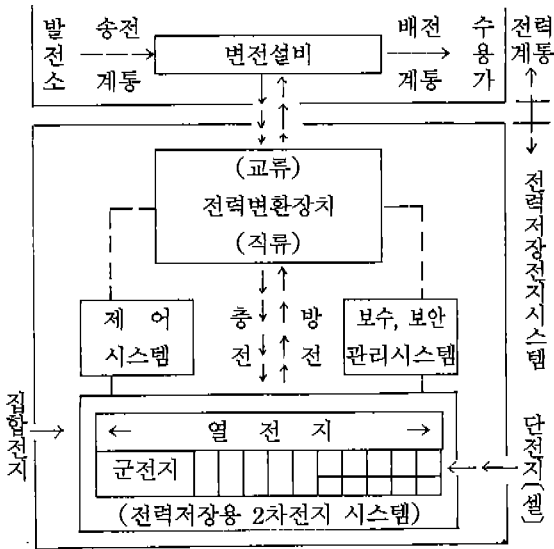 발전소
송전
계통
변전설비
배전
계통
수용가
전력
계통
(교류)
전력변환장치
(직류)
전력저장전지시스템
제 어
시스템
충전
방전
보수, 보안
관리시스템
집합전지
열 전 지
군전지
단전지(셀)
(전력저장용 2차전지 시스템)